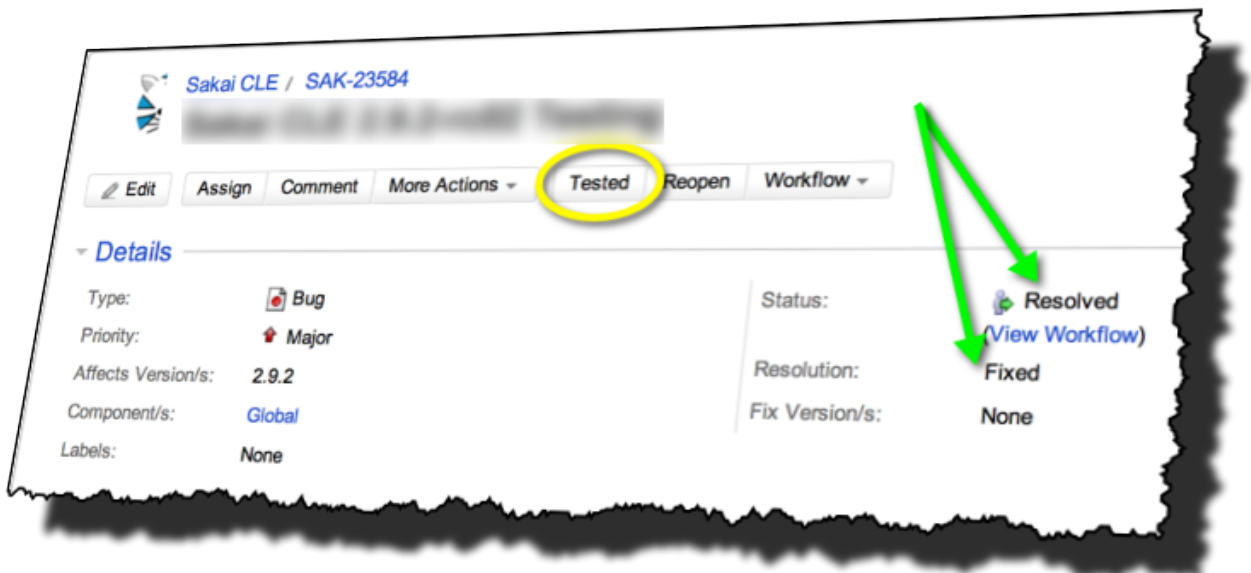 Sakai CLE / SAK-23584
Edit Assign Comment More Actions Tested Reopen Workflow
Details
Type: Bug
Priority: Major
Affects Version/s: 2.9.2
Component/s: Global
Labels: None
Status: Resolved
(View Workflow)
Resolution: Fixed
Fix Version/s: None